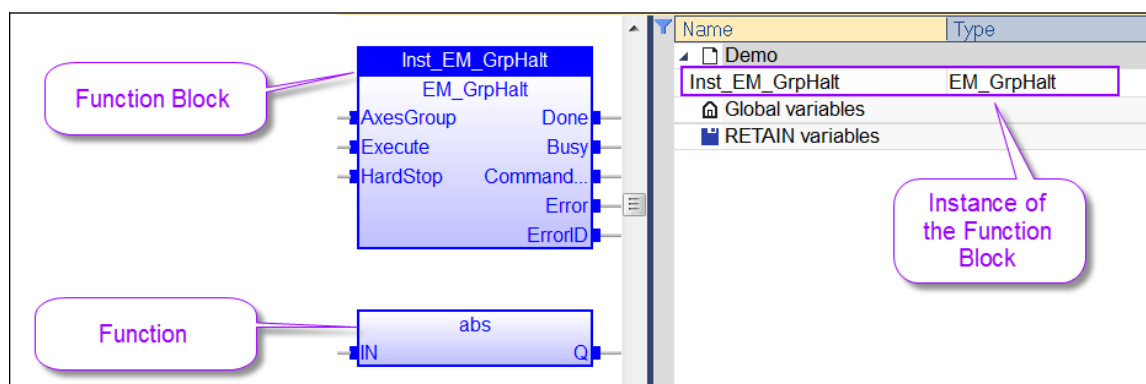 Function Block
Inst_EM_GrpHalt
EM_GrpHalt
AxesGroup Done
Execute Busy
HardStop Command...
Error
ErrorID
Function
abs
IN Q
Name Type
Demo
Inst_EM_GrpHalt EM_GrpHalt
Global variables
RETAIN variables
Instance of
the Function
Block